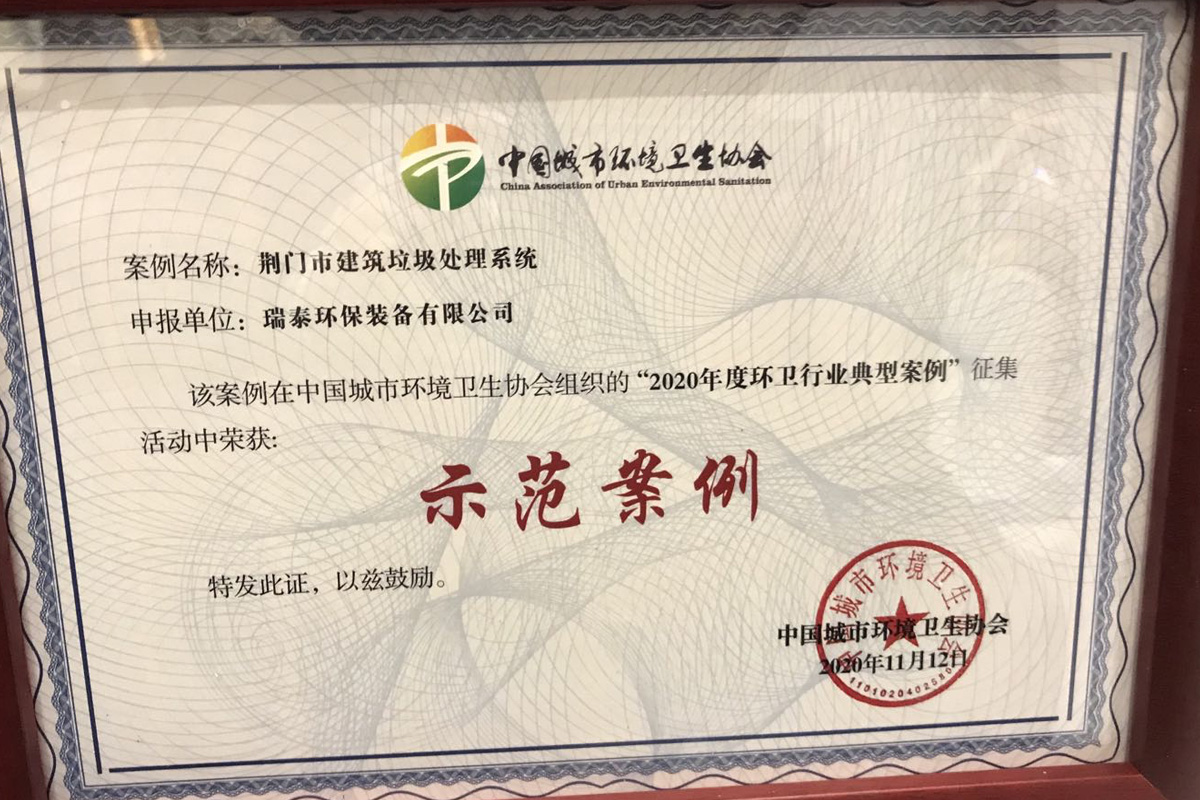 中国城市环境卫生协会
China Association of Urban Environmental Sanitation
案例名称：荆门市建筑垃圾处理系统
申报单位：瑞泰环保装备有限公司
该案例在中国城市环境卫生协会组织的“2020年度环卫行业典型案例”征集
活动中荣获：
示范案例
特发此证，以兹鼓励。
中国城市环境卫生协会
2020年11月12日